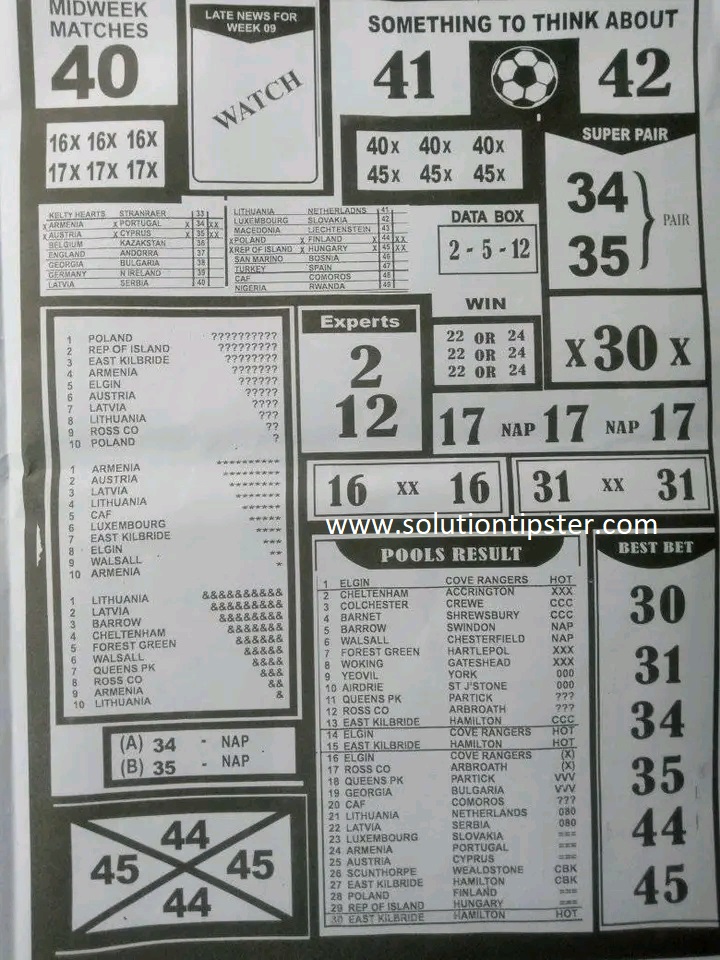 MIDWEEK
MATCHES
40
16X 16X 16X
17X 17X 17X
LATE NEWS FOR
WEEK 09
WATCH
SOMETHING TO THINK ABOUT
41
42
40x 40x 40x
45x 45x 45x
SUPER PAIR
34
35
PAIR
KELTY HEARTS STRANRAER 33
X ARMENIA X PORTUGAL X 34 XX
X AUSTRIA X CYPRUS X 35 XX
BELGIUM KAZAKSTAN 36
ENGLAND ANDORRA 37
GEORGIA BULGARIA 38
GERMANY N IRELAND 39
LATVIA SERBIA 40
LITHUANIA NETHERLADNS 41
LUXEMBOURG SLOVAKIA 42
MACEDONIA LIECHTENSTEIN 43
X POLAND X FINLAND X 44 XX
X REP OF ISLAND X HUNGARY X 45 XX
SAN MARINO BOSNIA 46
TURKEY SPAIN 47
CAF COMOROS 48
NIGERIA RWANDA 49
DATA BOX
2 - 5 - 12
WIN
22 OR 24
22 OR 24
22 OR 24
X 30 X
Experts
2
12
17 NAP 17 NAP 17
16 XX 16
31 XX 31
1 POLAND ??????????
2 REP OF ISLAND ?????????
3 EAST KILBRIDE ????????
4 ARMENIA ???????
5 ELGIN ??????
6 AUSTRIA ?????
7 LATVIA ????
8 LITHUANIA ???
9 ROSS CO ??
10 POLAND ?
1 ARMENIA **********
2 AUSTRIA *********
3 LATVIA ********
4 LITHUANIA *******
5 CAF ******
6 LUXEMBOURG *****
7 EAST KILBRIDE ****
8 ELGIN ***
9 WALSALL **
10 ARMENIA *
1 LITHUANIA &&&&&&&&&&
2 LATVIA &&&&&&&&&
3 BARROW &&&&&&&&
4 CHELTENHAM &&&&&&&
5 FOREST GREEN &&&&&&
6 WALSALL &&&&&
7 QUEENS PK &&&&
8 ROSS CO &&&
9 ARMENIA &&
10 LITHUANIA &
(A) 34 - NAP
(B) 35 - NAP
44
45 45
44
www.solutiontipster.com
POOLS RESULT
1 ELGIN COVE RANGERS HOT
2 CHELTENHAM ACCRINGTON XXX
3 COLCHESTER CREWE CCC
4 BARNET SHREWSBURY CCC
5 BARROW SWINDON NAP
6 WALSALL CHESTERFIELD NAP
7 FOREST GREEN HARTLEPOL XXX
8 WOKING GATESHEAD XXX
9 YEOVIL YORK 000
10 AIRDRIE ST J'STONE 000
11 QUEENS PK PARTICK ???
12 ROSS CO ARBROATH ???
13 EAST KILBRIDE HAMILTON CCC
14 ELGIN COVE RANGERS HOT
15 EAST KILBRIDE HAMILTON HOT
16 ELGIN COVE RANGERS (X)
17 ROSS CO ARBROATH (X)
18 QUEENS PK PARTICK VVV
19 GEORGIA BULGARIA VVV
20 CAF COMOROS ???
21 LITHUANIA NETHERLANDS 080
22 LATVIA SERBIA 080
23 LUXEMBOURG SLOVAKIA ===
24 ARMENIA PORTUGAL ===
25 AUSTRIA CYPRUS ===
26 SCUNTHORPE WEALDSTONE CBK
27 EAST KILBRIDE HAMILTON CBK
28 POLAND FINLAND ===
29 REP OF ISLAND HUNGARY ===
30 EAST KILBRIDE HAMILTON HOT
BEST BET
30
31
34
35
44
45